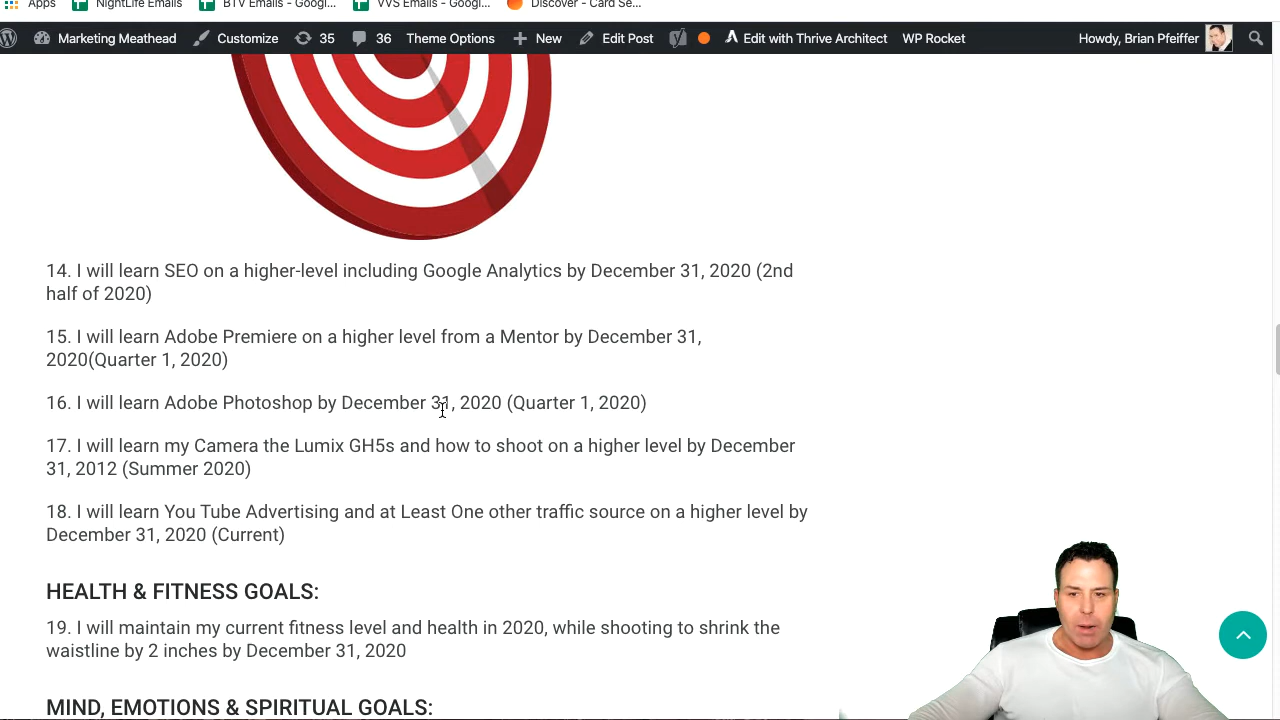 Apps NightLife Emails BTV Emails - Googl... VVS Emails - Googl... Discover - Card Se...
Marketing Meathead Customize 35 36 Theme Options New Edit Post Edit with Thrive Architect WP Rocket Howdy, Brian Pfeiffer
14. I will learn SEO on a higher-level including Google Analytics by December 31, 2020 (2nd
half of 2020)
15. I will learn Adobe Premiere on a higher level from a Mentor by December 31,
2020(Quarter 1, 2020)
16. I will learn Adobe Photoshop by December 31, 2020 (Quarter 1, 2020)
17. I will learn my Camera the Lumix GH5s and how to shoot on a higher level by December
31, 2012 (Summer 2020)
18. I will learn You Tube Advertising and at Least One other traffic source on a higher level by
December 31, 2020 (Current)
HEALTH & FITNESS GOALS:
19. I will maintain my current fitness level and health in 2020, while shooting to shrink the
waistline by 2 inches by December 31, 2020
MIND, EMOTIONS & SPIRITUAL GOALS: